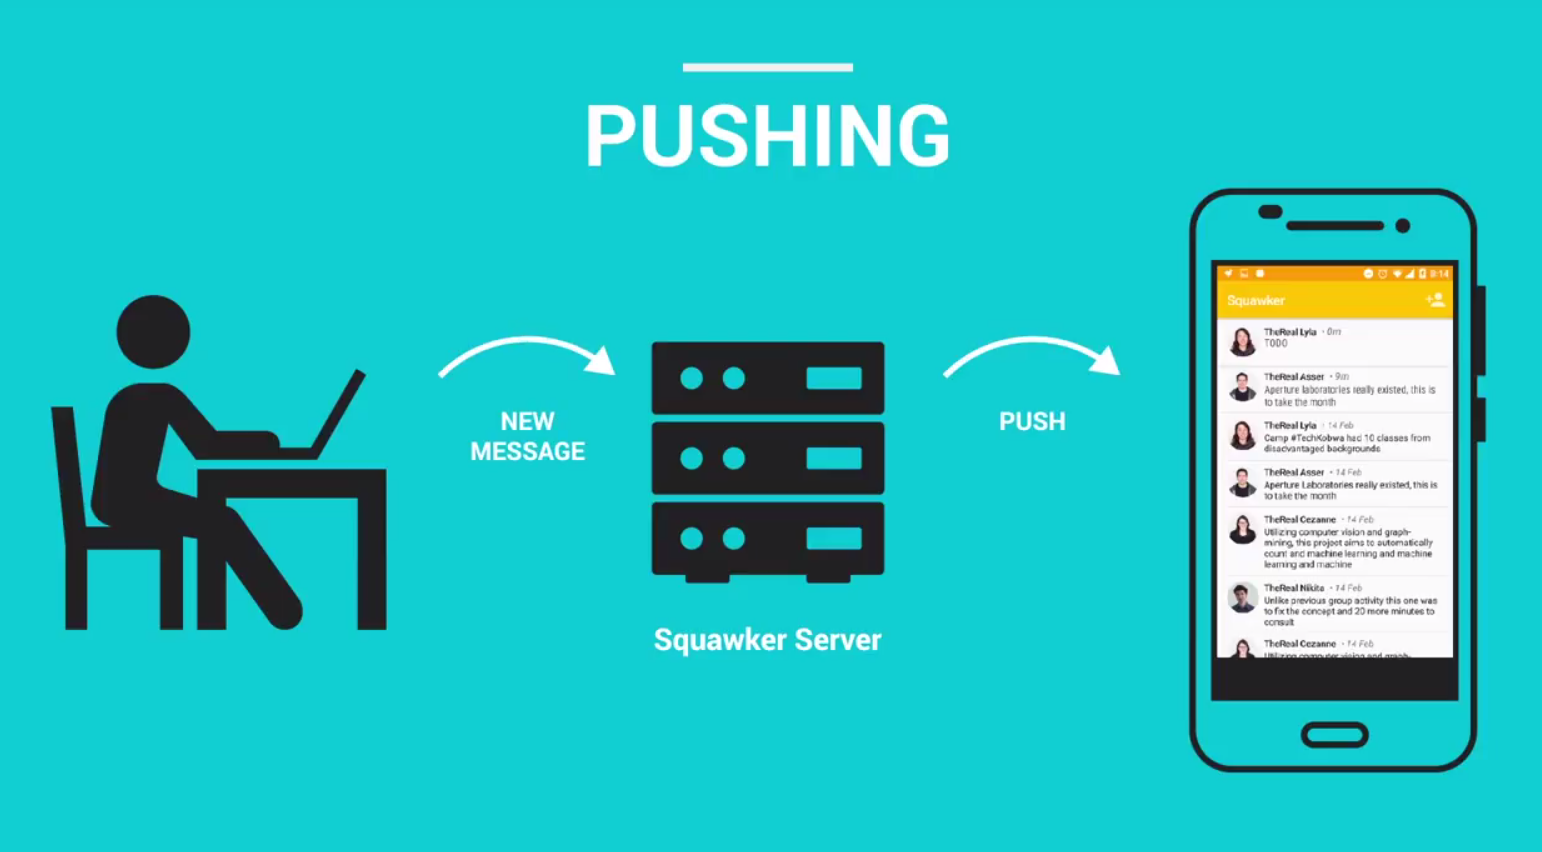 PUSHING
NEW
MESSAGE
Squawker Server
PUSH
8:14
Squawker
TheReal Lyla · 0m
TODO
TheReal Asser · 9m
Aperture laboratories really existed, this is
to take the month
TheReal Lyla · 14 Feb
Camp #TechKobwa had 10 classes from
disadvantaged backgrounds
TheReal Asser · 14 Feb
Aperture Laboratories really existed, this is
to take the month
TheReal Cezanne · 14 Feb
Utilizing computer vision and graph-
mining, this project aims to automatically
count and machine learning and machine
learning and machine
TheReal Nikita · 14 Feb
Unlike previous group activity this one was
to fix the concept and 20 more minutes to
consult
TheReal Cezanne · 14 Feb
Utilizing computer vision and graph-